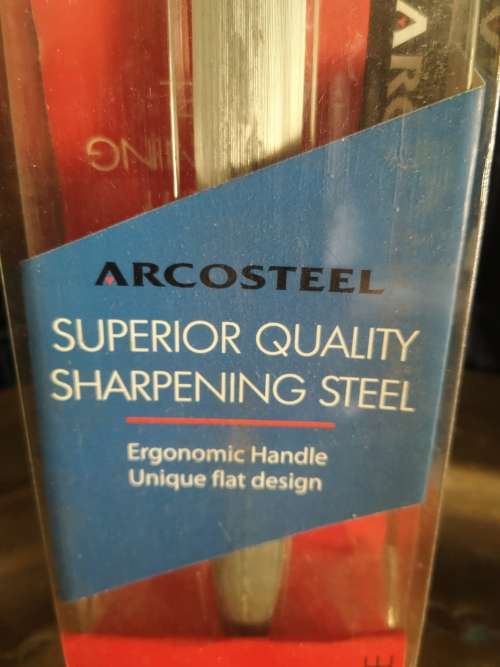 ARCOSTEEL
SUPERIOR QUALITY
SHARPENING STEEL
Ergonomic Handle
Unique flat design